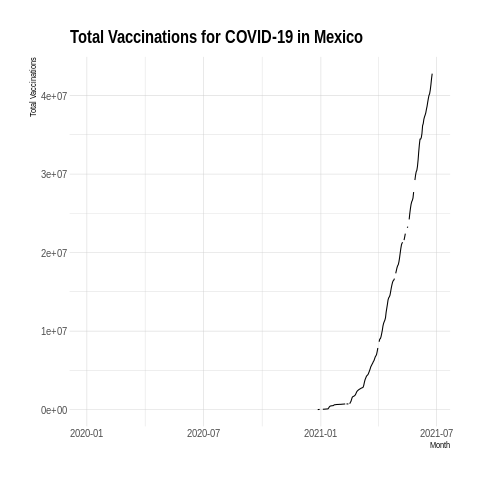 Total Vaccinations for COVID-19 in Mexico
Total Vaccinations
4e+07
3e+07
2e+07
1e+07
0e+00
2020-01 2020-07 2021-01 2021-07
Month